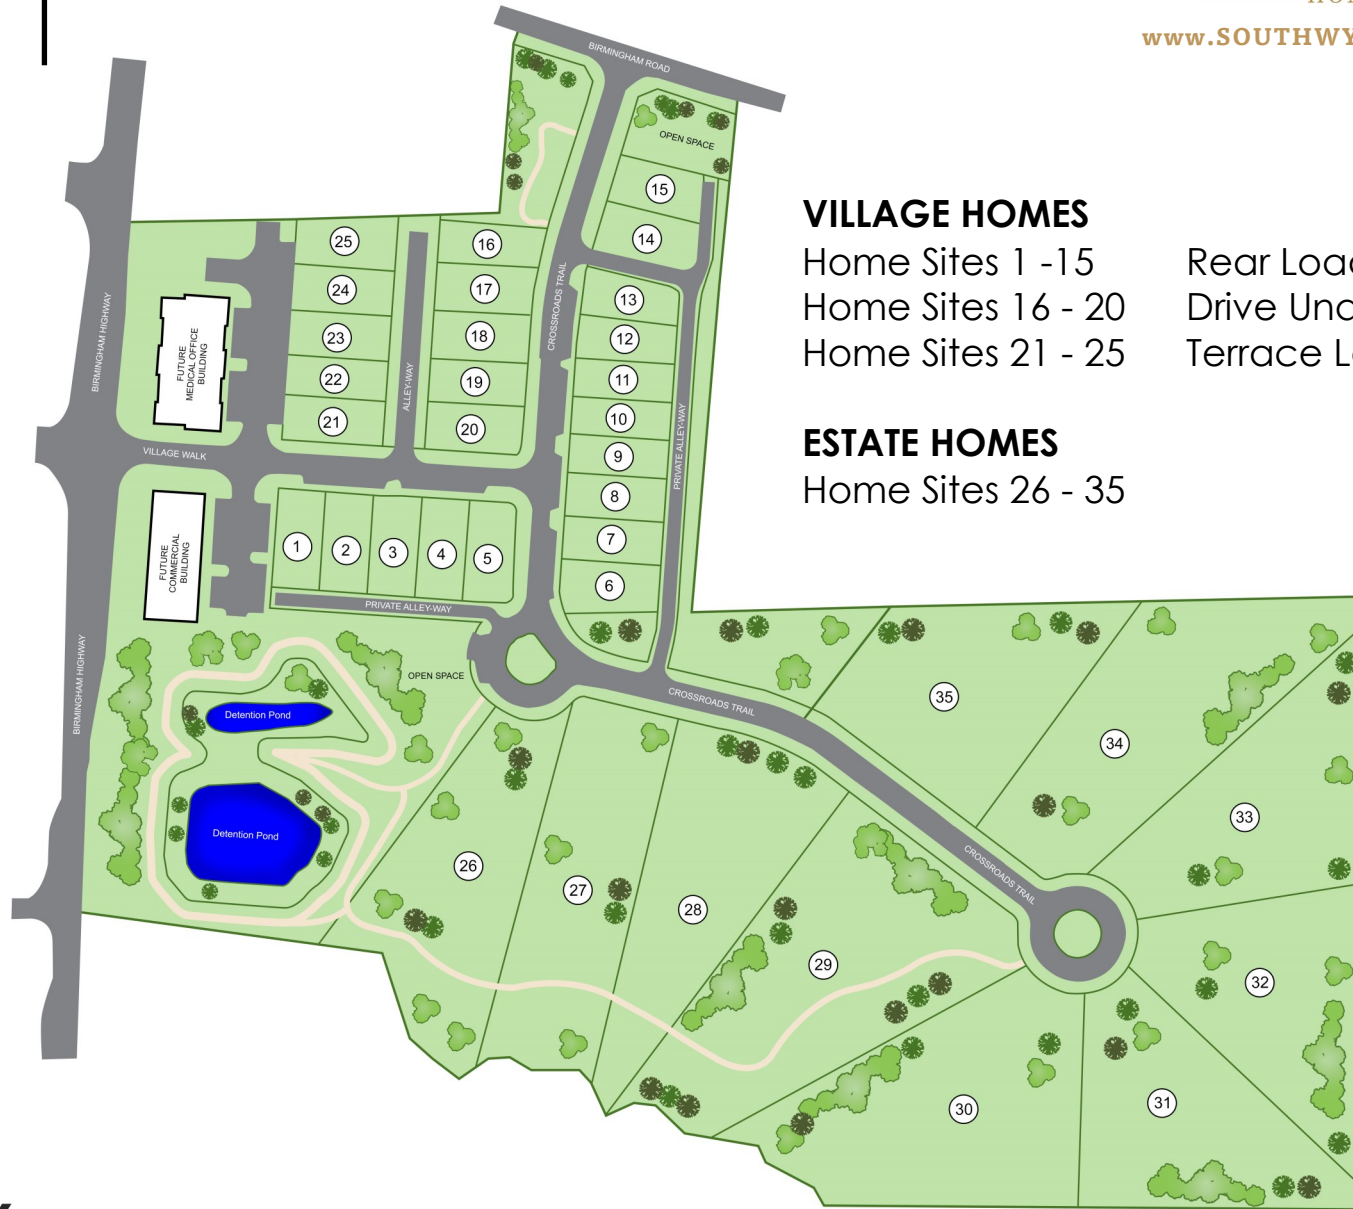 www.SOUTHWY
BIRMINGHAM ROAD
OPEN SPACE
15
14
VILLAGE HOMES
Home Sites 1 -15 Rear Load
Home Sites 16 - 20 Drive Und
Home Sites 21 - 25 Terrace L
ESTATE HOMES
Home Sites 26 - 35
25
24
23
22
21
16
17
18
19
20
13
12
11
10
9
8
7
6
CROSSROADS TRAIL
ALLEY-WAY
PRIVATE ALLEY-WAY
BIRMINGHAM HIGHWAY
FUTURE
MEDICAL OFFICE
BUILDING
VILLAGE WALK
FUTURE
COMMERCIAL
BUILDING
1
2
3
4
5
PRIVATE ALLEY-WAY
BIRMINGHAM HIGHWAY
OPEN SPACE
Detention Pond
Detention Pond
CROSSROADS TRAIL
CROSSROADS TRAIL
35
34
33
32
31
30
29
28
27
26